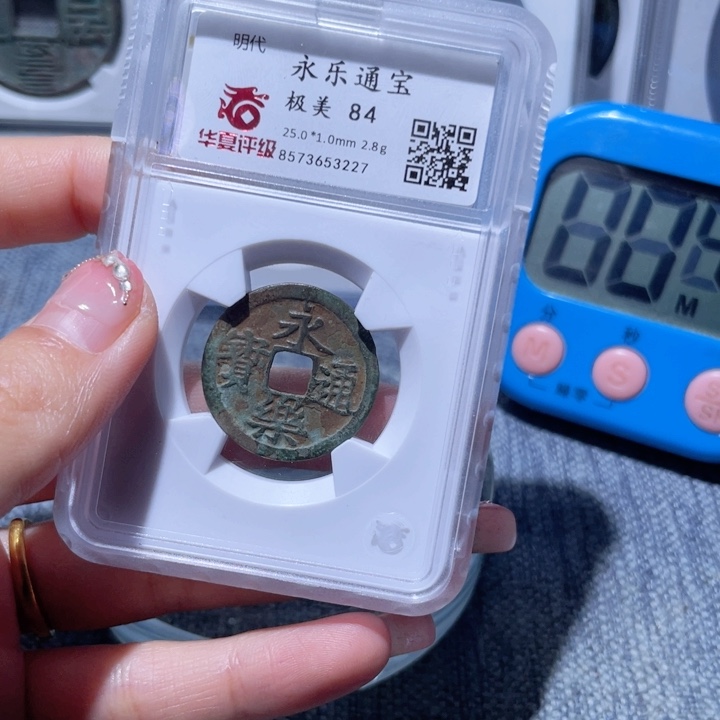 明代
永乐通宝
极美 84
华夏评级
25.0*1.0mm 2.8g
8573653227
永
寶 通
樂
M
分 秒
M S